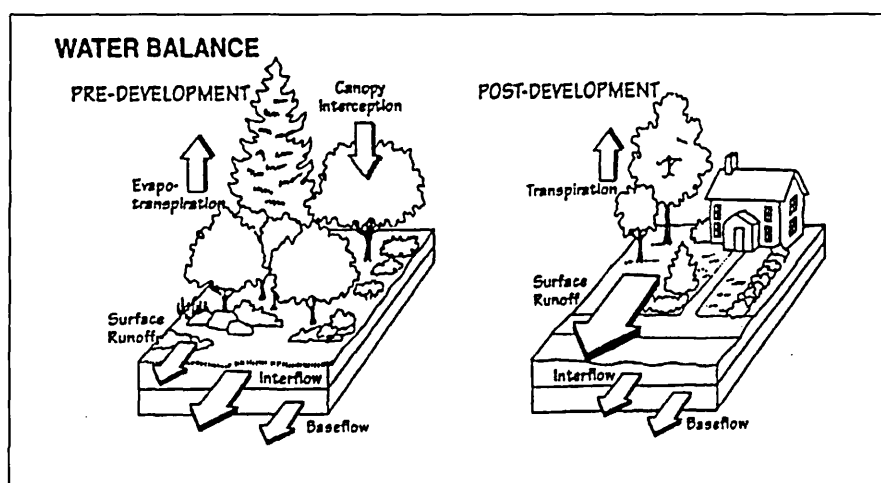 WATER BALANCE
PRE-DEVELOPMENT
Canopy
Interception
Evapo-
transpiration
Surface
Runoff
Interflow
Baseflow
POST-DEVELOPMENT
Transpiration
Surface
Runoff
Interflow
Baseflow